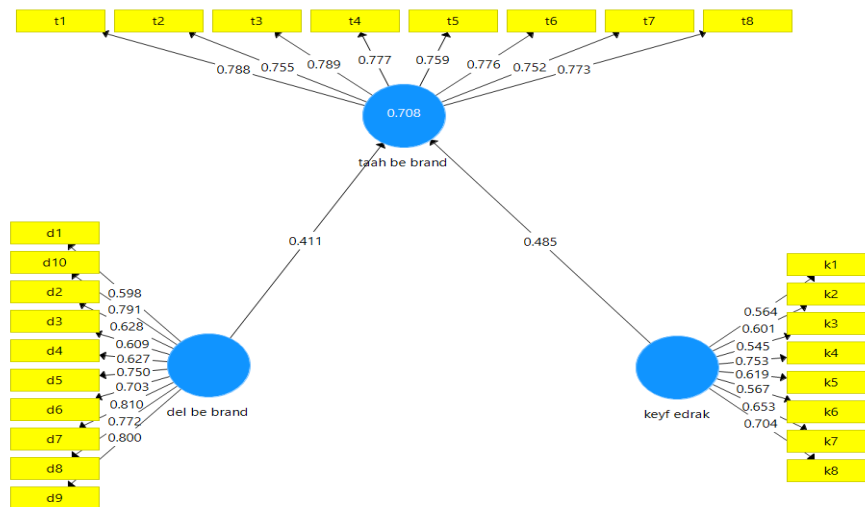 t1 t2 t3 t4 t5 t6 t7 t8
0.788 0.755 0.789 0.777 0.759 0.776 0.752 0.773
0.708
taah be brand
0.411
0.485
d1
d10
d2
d3
d4
d5
d6
d7
d8
d9
0.598
0.791
0.628
0.609
0.627
0.750
0.703
0.810
0.772
0.800
del be brand
keyf edrak
0.564
0.601
0.545
0.753
0.619
0.567
0.653
0.704
k1
k2
k3
k4
k5
k6
k7
k8